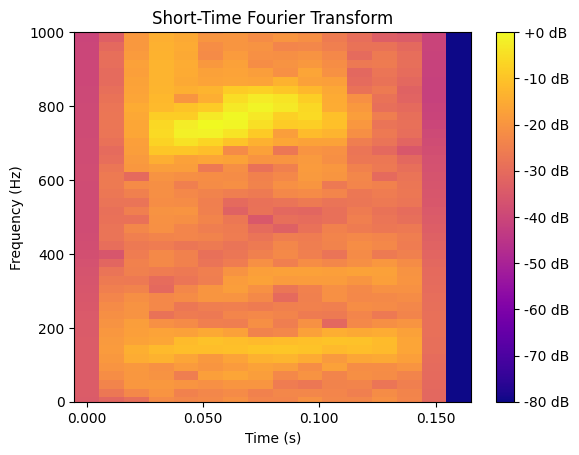 Short-Time Fourier Transform
1000
800
600
400
200
0
Frequency (Hz)
0.000
0.050
0.100
0.150
Time (s)
+0 dB
-10 dB
-20 dB
-30 dB
-40 dB
-50 dB
-60 dB
-70 dB
-80 dB